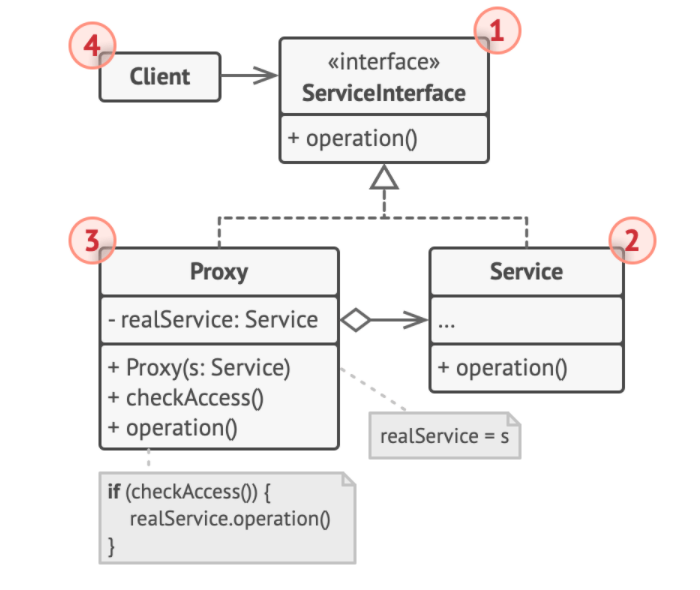 4
Client
1
«interface»
ServiceInterface
+ operation()
3
Proxy
- realService: Service
+ Proxy(s: Service)
+ checkAccess()
+ operation()
2
Service
...
+ operation()
realService = s
if (checkAccess()) {
realService.operation()
}